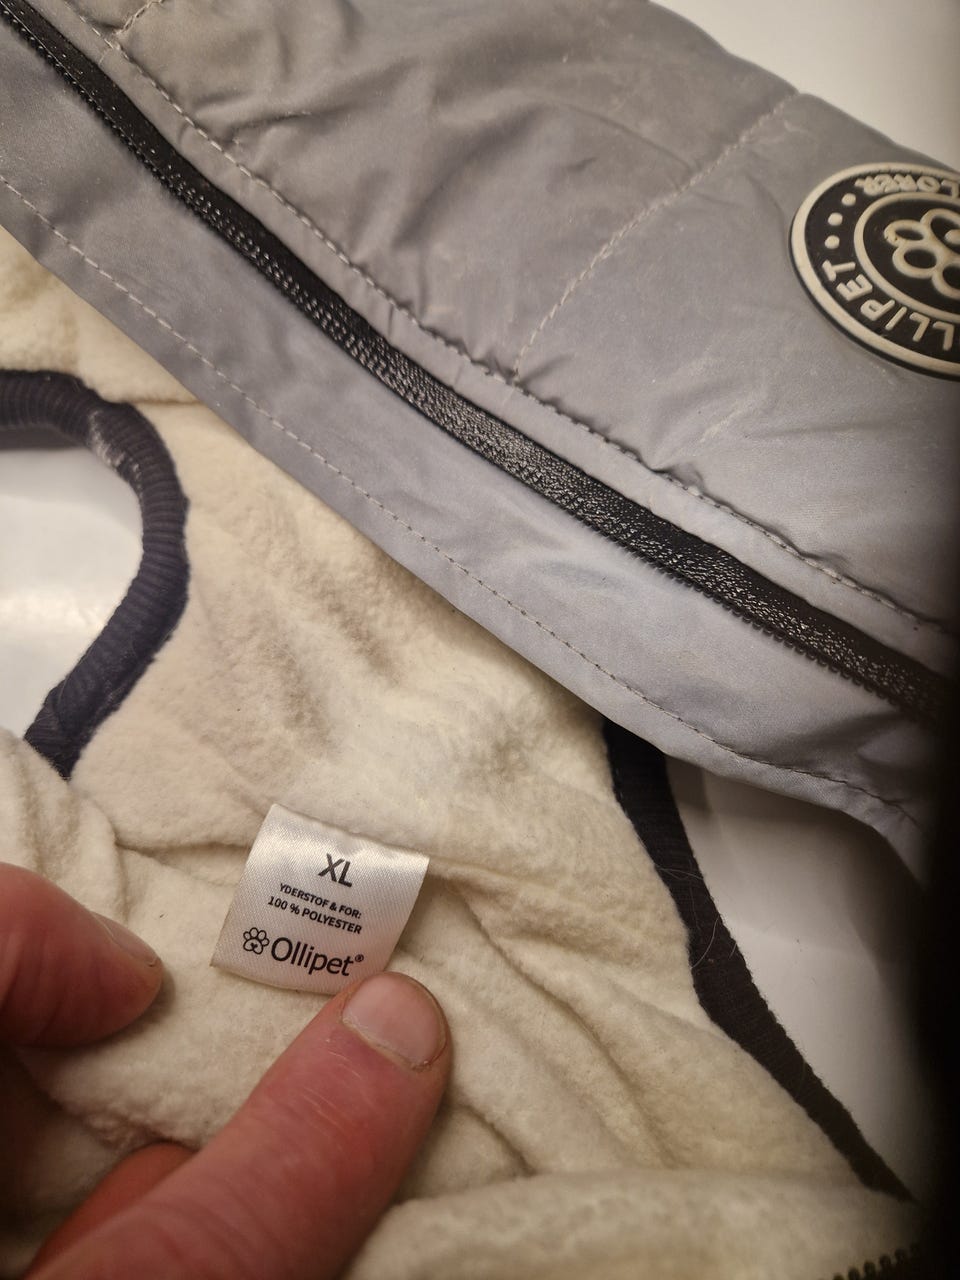 XL
YDERSTOF & FOR:
100 % POLYESTER
Ollipet®